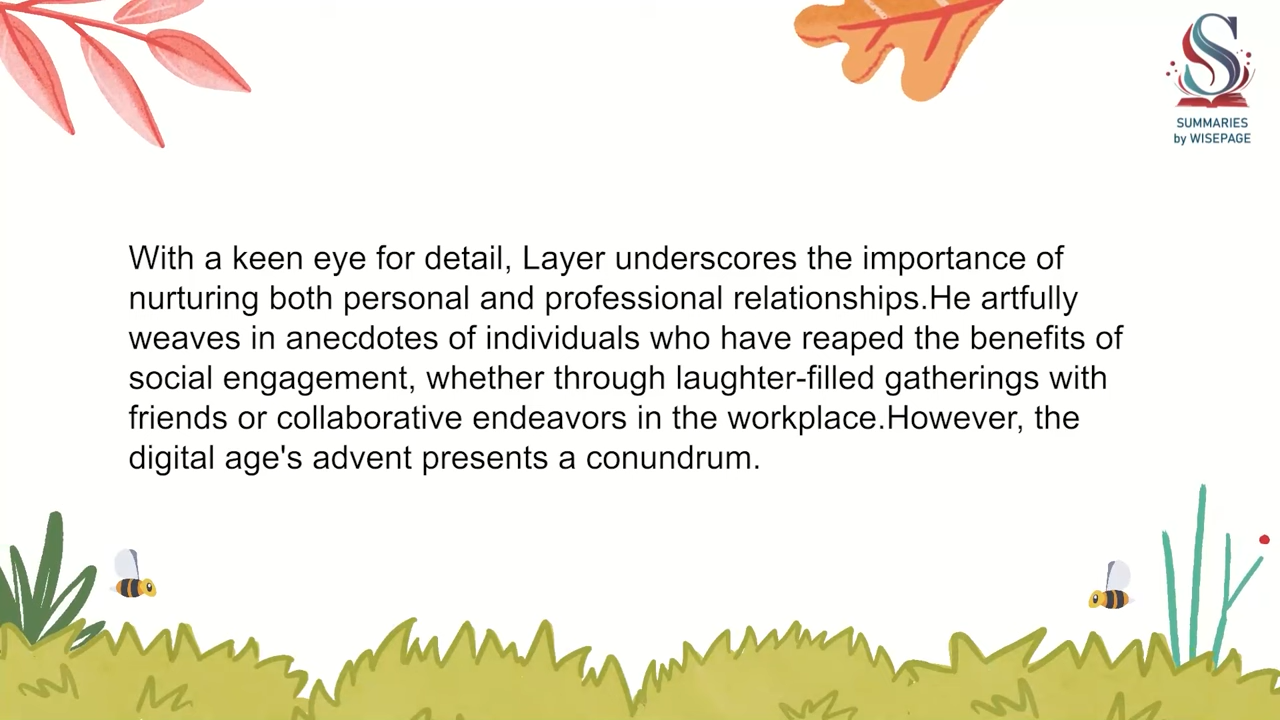 SUMMARIES
by WISEPAGE
With a keen eye for detail, Layer underscores the importance of
nurturing both personal and professional relationships.He artfully
weaves in anecdotes of individuals who have reaped the benefits of
social engagement, whether through laughter-filled gatherings with
friends or collaborative endeavors in the workplace.However, the
digital age's advent presents a conundrum.